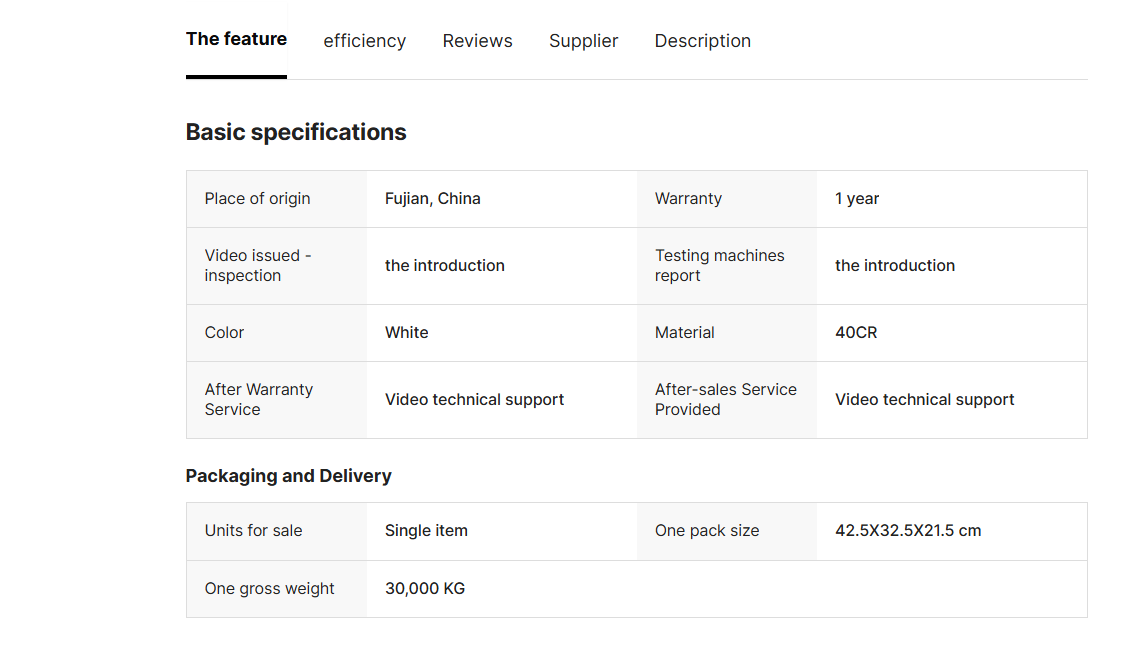 The feature efficiency Reviews Supplier Description
Basic specifications
Place of origin Fujian, China Warranty 1 year
Video issued -
inspection
the introduction
Testing machines
report
the introduction
Color White Material 40CR
After Warranty
Service
Video technical support
After-sales Service
Provided
Video technical support
Packaging and Delivery
Units for sale Single item One pack size 42.5X32.5X21.5 cm
One gross weight 30,000 KG